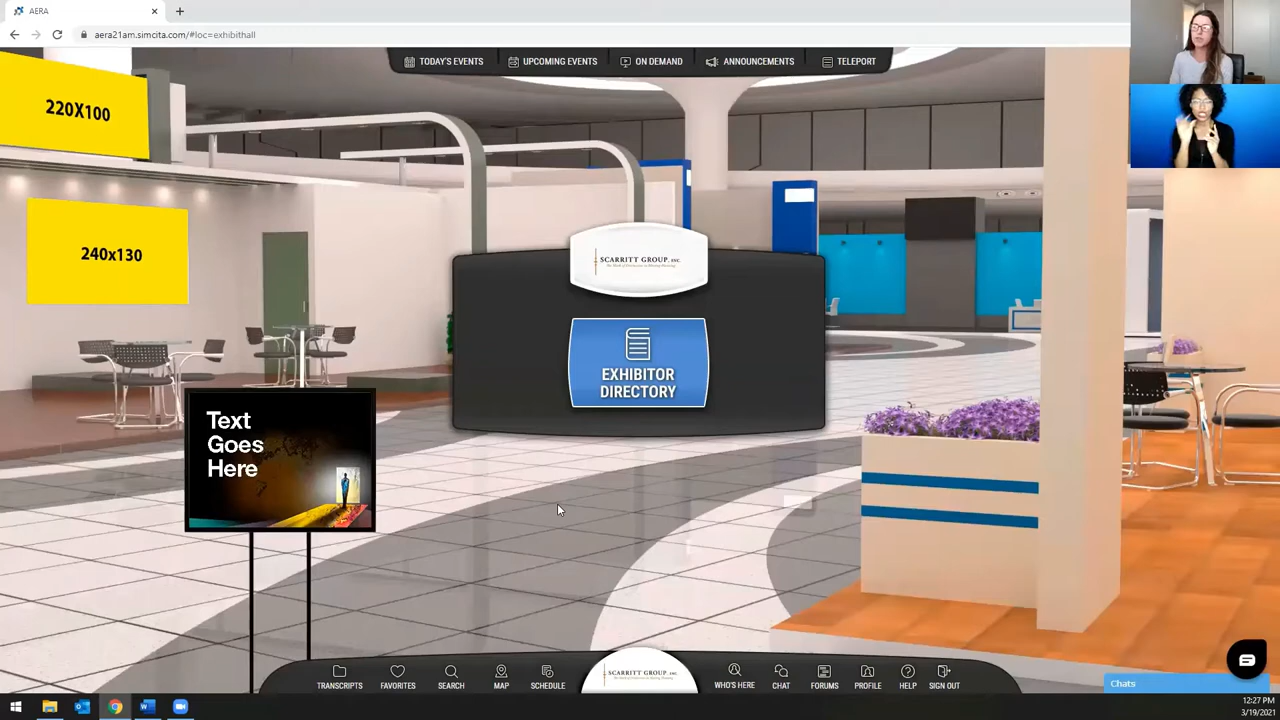 AERA
aera21am.simcita.com/#loc=exhibithall
TODAY'S EVENTS
UPCOMING EVENTS
ON DEMAND
ANNOUNCEMENTS
TELEPORT
220X100
240x130
SCARRITT GROUP, INC.
EXHIBITOR
DIRECTORY
Text
Goes
Here
TRANSCRIPTS
FAVORITES
SEARCH
MAP
SCHEDULE
SCARRITT GROUP, INC.
WHO'S HERE
CHAT
FORUMS
PROFILE
HELP
SIGN OUT
Chats
12:27 PM
3/19/2021